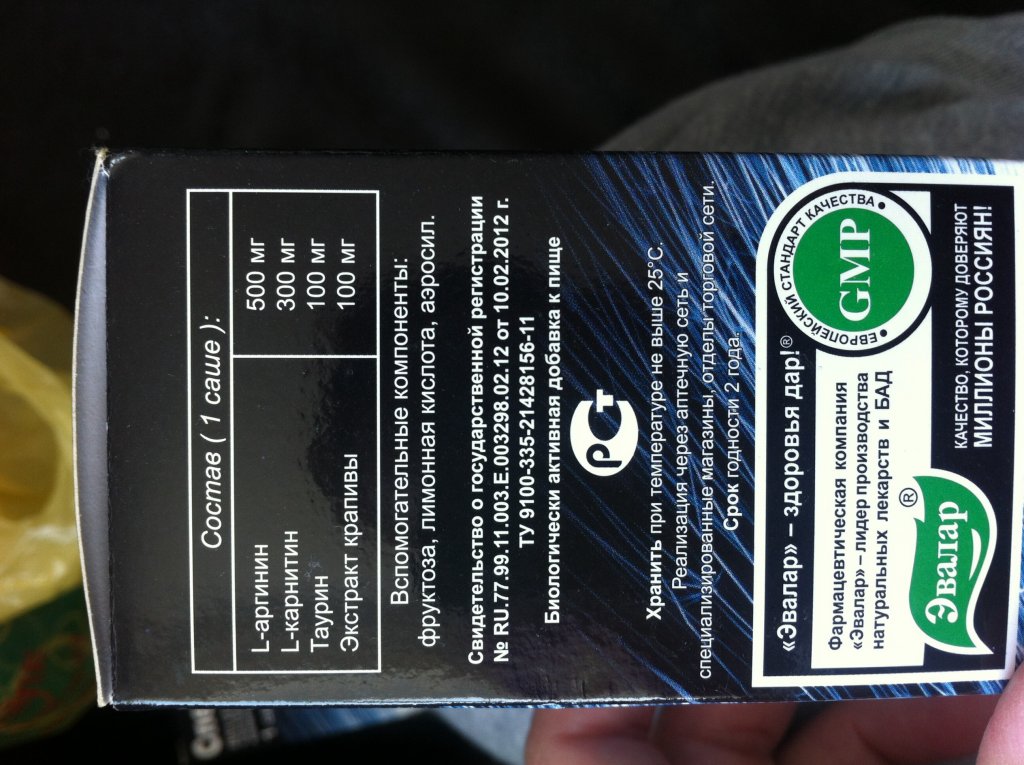 Состав ( 1 саше ):
L-аргинин 500 мг
L-карнитин 300 мг
Таурин 100 мг
Экстракт крапивы 100 мг
Вспомогательные компоненты:
фруктоза, лимонная кислота, аэросил.
Свидетельство о государственной регистрации
№ RU.77.99.11.003.Е.003298.02.12 от 10.02.2012 г.
ТУ 9100-335-21428156-11
Биологически активная добавка к пище
РСТ
Хранить при температуре не выше 25°С.
Реализация через аптечную сеть и
специализированные магазины, отделы торговой сети.
Срок годности 2 года.
«Эвалар» – здоровья дар!®
Фармацевтическая компания
«Эвалар» – лидер производства
натуральных лекарств и БАД
• ЕВРОПЕЙСКИЙ СТАНДАРТ КАЧЕСТВА •
GMP
Эвалар®
КАЧЕСТВО, КОТОРОМУ ДОВЕРЯЮТ
МИЛЛИОНЫ РОССИЯН!